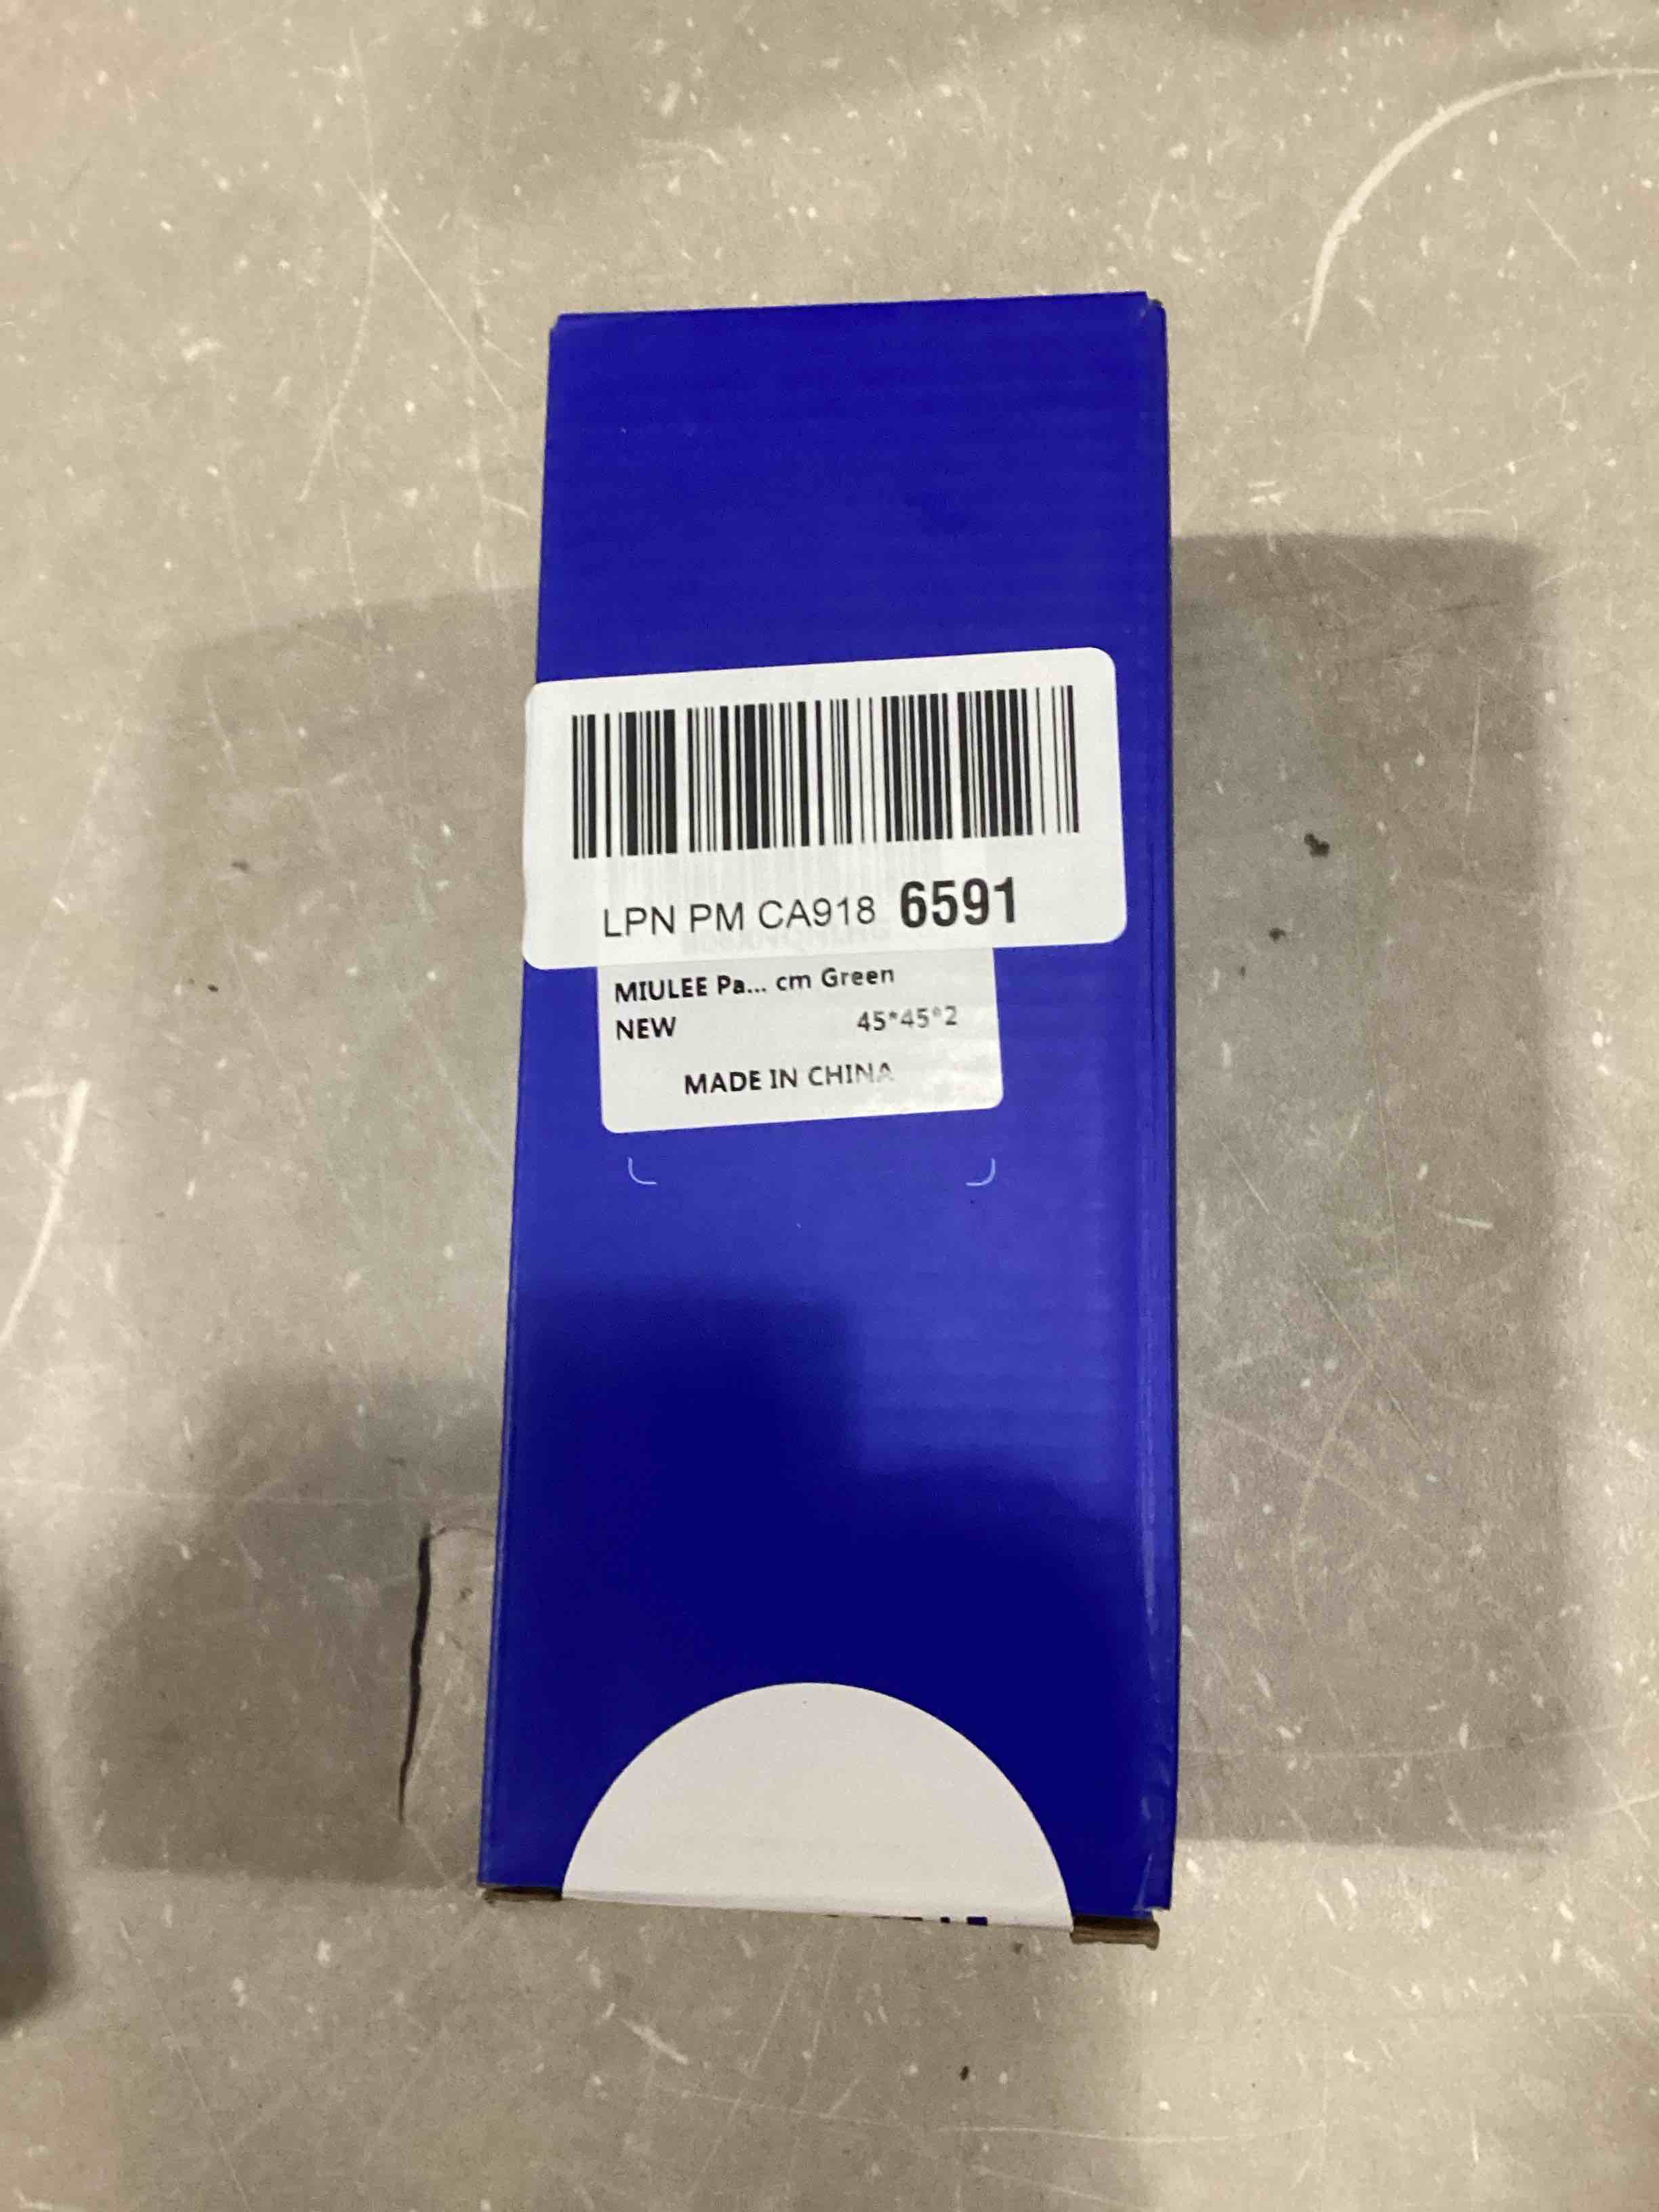 LPN PM CA918 6591
MIULEE Pa... cm Green
NEW 45*45*2
MADE IN CHINA